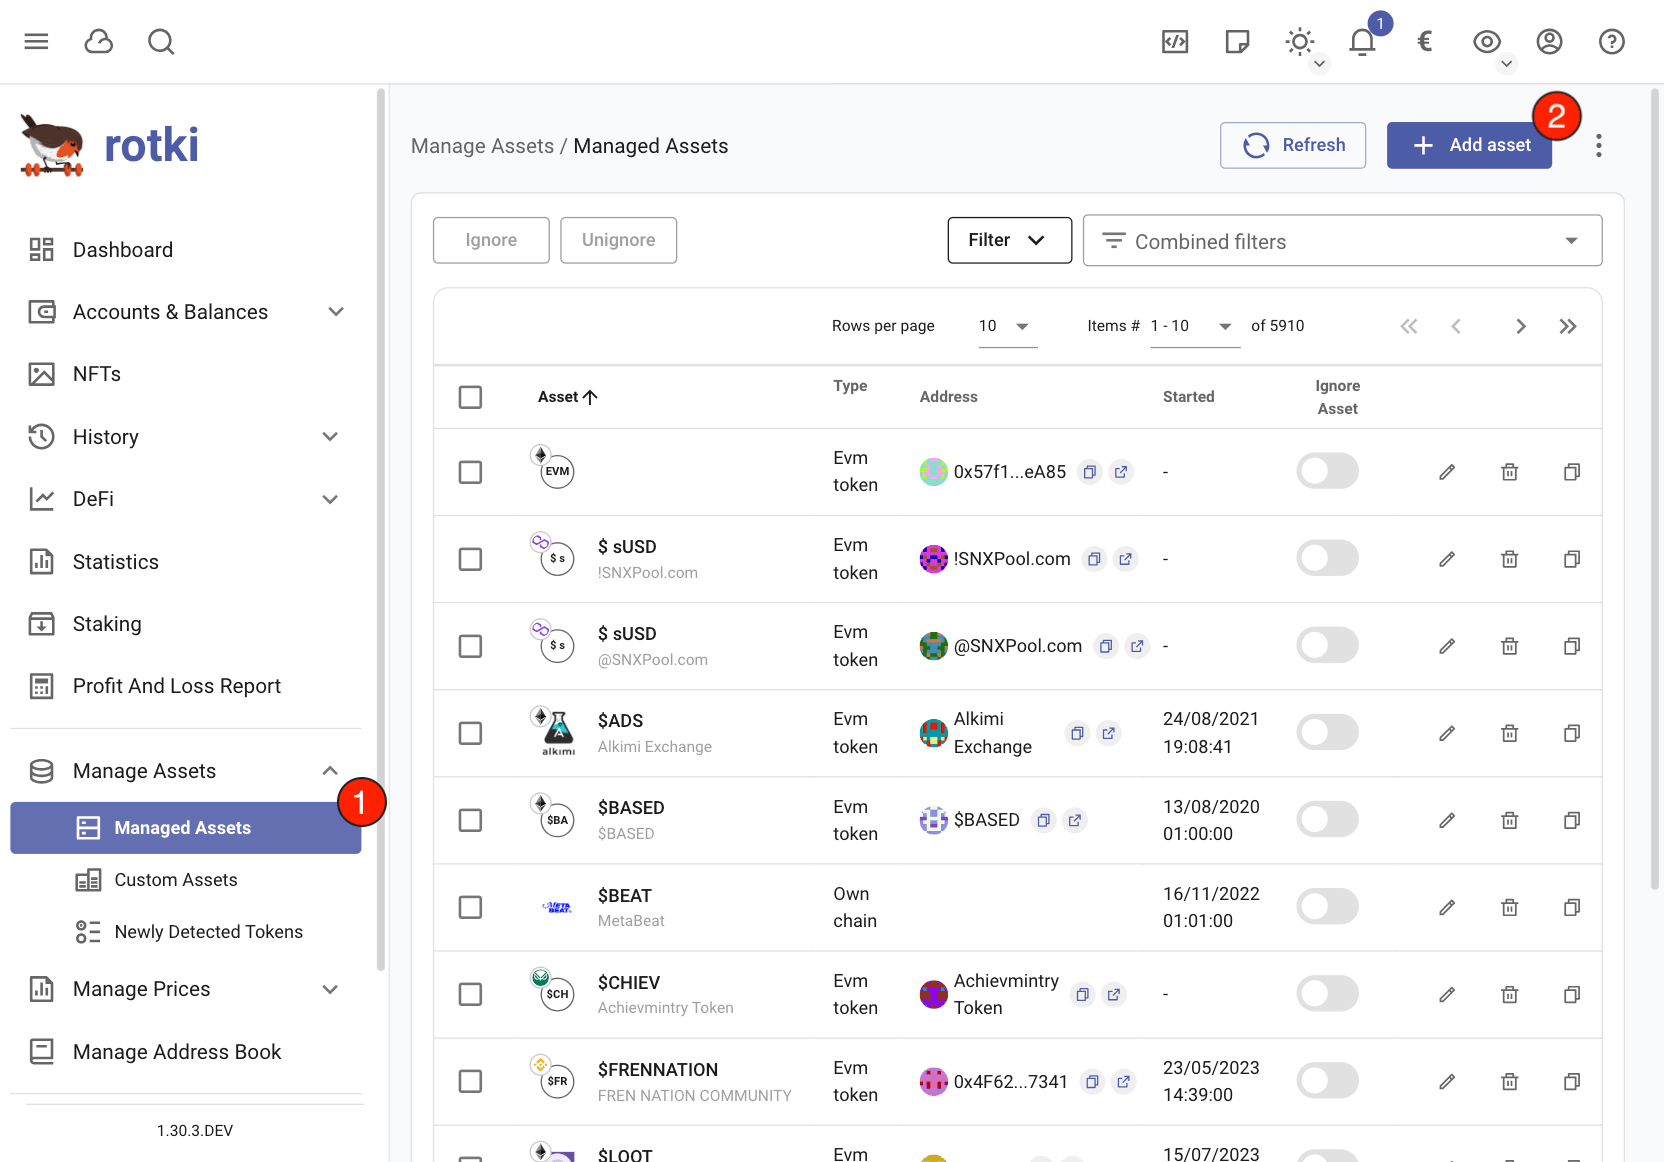 1
€
rotki
Manage Assets / Managed Assets
Refresh
Add asset
2
Dashboard
Accounts & Balances
NFTs
History
DeFi
Statistics
Staking
Profit And Loss Report
Manage Assets
1
Managed Assets
Custom Assets
Newly Detected Tokens
Manage Prices
Manage Address Book
1.30.3.DEV
Ignore
Unignore
Filter
Combined filters
Rows per page
10
Items #
1 - 10
of 5910
Asset
Type
Address
Started
Ignore
Asset
EVM
Evm
token
0x57f1...eA85
-
$ s
$ sUSD
!SNXPool.com
Evm
token
!SNXPool.com
-
$ s
$ sUSD
@SNXPool.com
Evm
token
@SNXPool.com
-
alkimi
$ADS
Alkimi Exchange
Evm
token
Alkimi
Exchange
24/08/2021
19:08:41
$BA
$BASED
$BASED
Evm
token
$BASED
13/08/2020
01:00:00
META
BEAT
$BEAT
MetaBeat
Own
chain
16/11/2022
01:01:00
$CH
$CHIEV
Achievmintry Token
Evm
token
Achievmintry
Token
-
$FR
$FRENNATION
FREN NATION COMMUNITY
Evm
token
0x4F62...7341
23/05/2023
14:39:00
$LOOT
Evm
15/07/2023